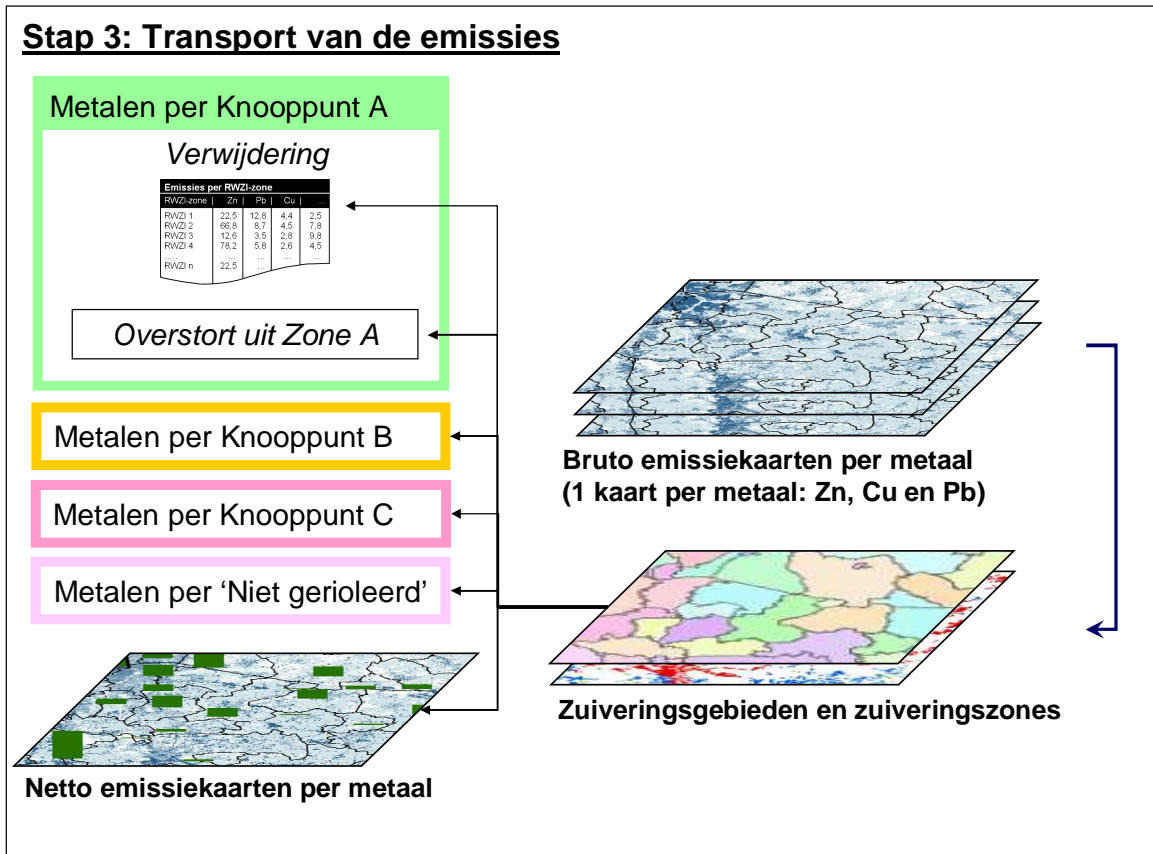 Stap 3: Transport van de emissies
Metalen per Knooppunt A
Verwijdering
Emissies per RWZI-zone
RWZI-zone | Zn | Pb | Cu | ...
RWZI 1 22,5 12,8 4,4 2,5
RWZI 2 66,8 8,7 4,5 7,8
RWZI 3 12,6 3,5 2,8 9,8
RWZI 4 78,2 5,8 2,6 4,5
..... ... ... ... ...
RWZI n 22,5 ... ...
Overstort uit Zone A
Metalen per Knooppunt B
Metalen per Knooppunt C
Metalen per ‘Niet gerioleerd’
Netto emissiekaarten per metaal
Bruto emissiekaarten per metaal
(1 kaart per metaal: Zn, Cu en Pb)
Zuiveringsgebieden en zuiveringszones